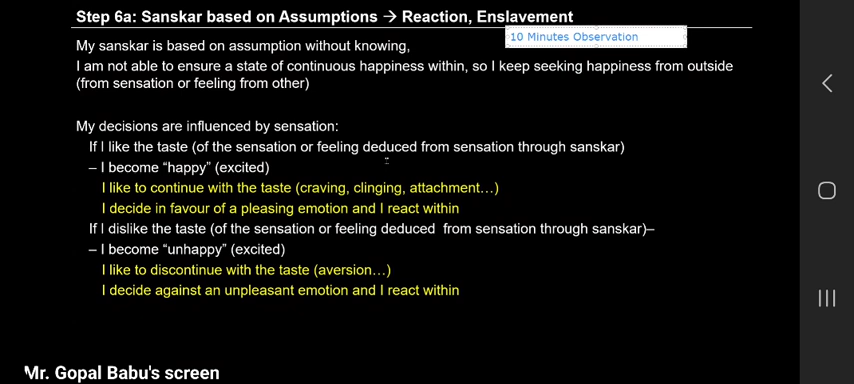 Step 6a: Sanskar based on Assumptions → Reaction, Enslavement
10 Minutes Observation
My sanskar is based on assumption without knowing,
I am not able to ensure a state of continuous happiness within, so I keep seeking happiness from outside
(from sensation or feeling from other)
My decisions are influenced by sensation:
If I like the taste (of the sensation or feeling deduced from sensation through sanskar)
– I become “happy” (excited)
I like to continue with the taste (craving, clinging, attachment…)
I decide in favour of a pleasing emotion and I react within
If I dislike the taste (of the sensation or feeling deduced from sensation through sanskar)–
– I become “unhappy” (excited)
I like to discontinue with the taste (aversion…)
I decide against an unpleasant emotion and I react within
Mr. Gopal Babu's screen